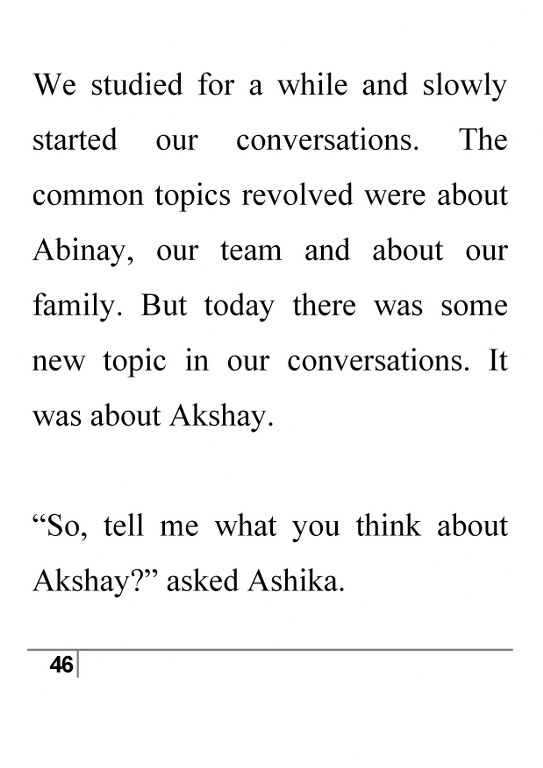 We studied for a while and slowly
started our conversations. The
common topics revolved were about
Abinay, our team and about our
family. But today there was some
new topic in our conversations. It
was about Akshay.
“So, tell me what you think about
Akshay?” asked Ashika.
46